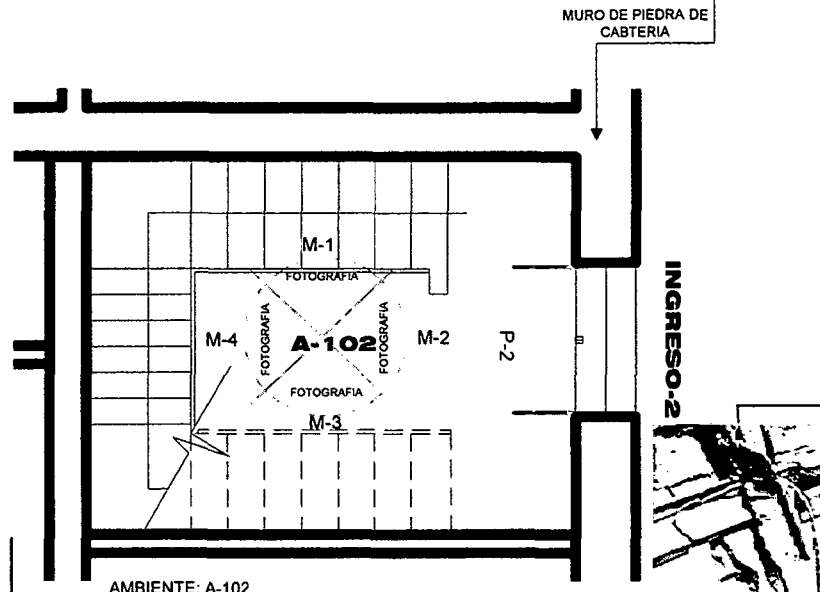 MURO DE PIEDRA DE
CABTERIA
M-1
FOTOGRAFIA
M-4
FOTOGRAFIA
A-102
FOTOGRAFIA
M-2
P-2
INGRESO-2
FOTOGRAFIA
M-3
AMBIENTE: A-102